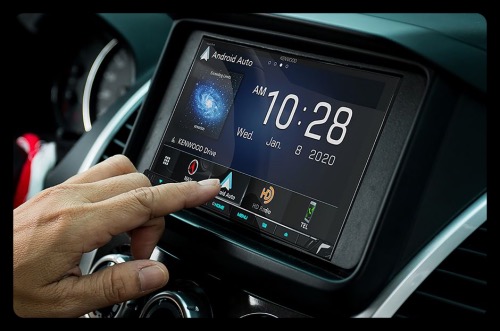 Android Auto
KENWOOD
AM 10:28
Wed. Jan. 8 2020
KENWOOD Drive
HD Radio
TEL
MENU